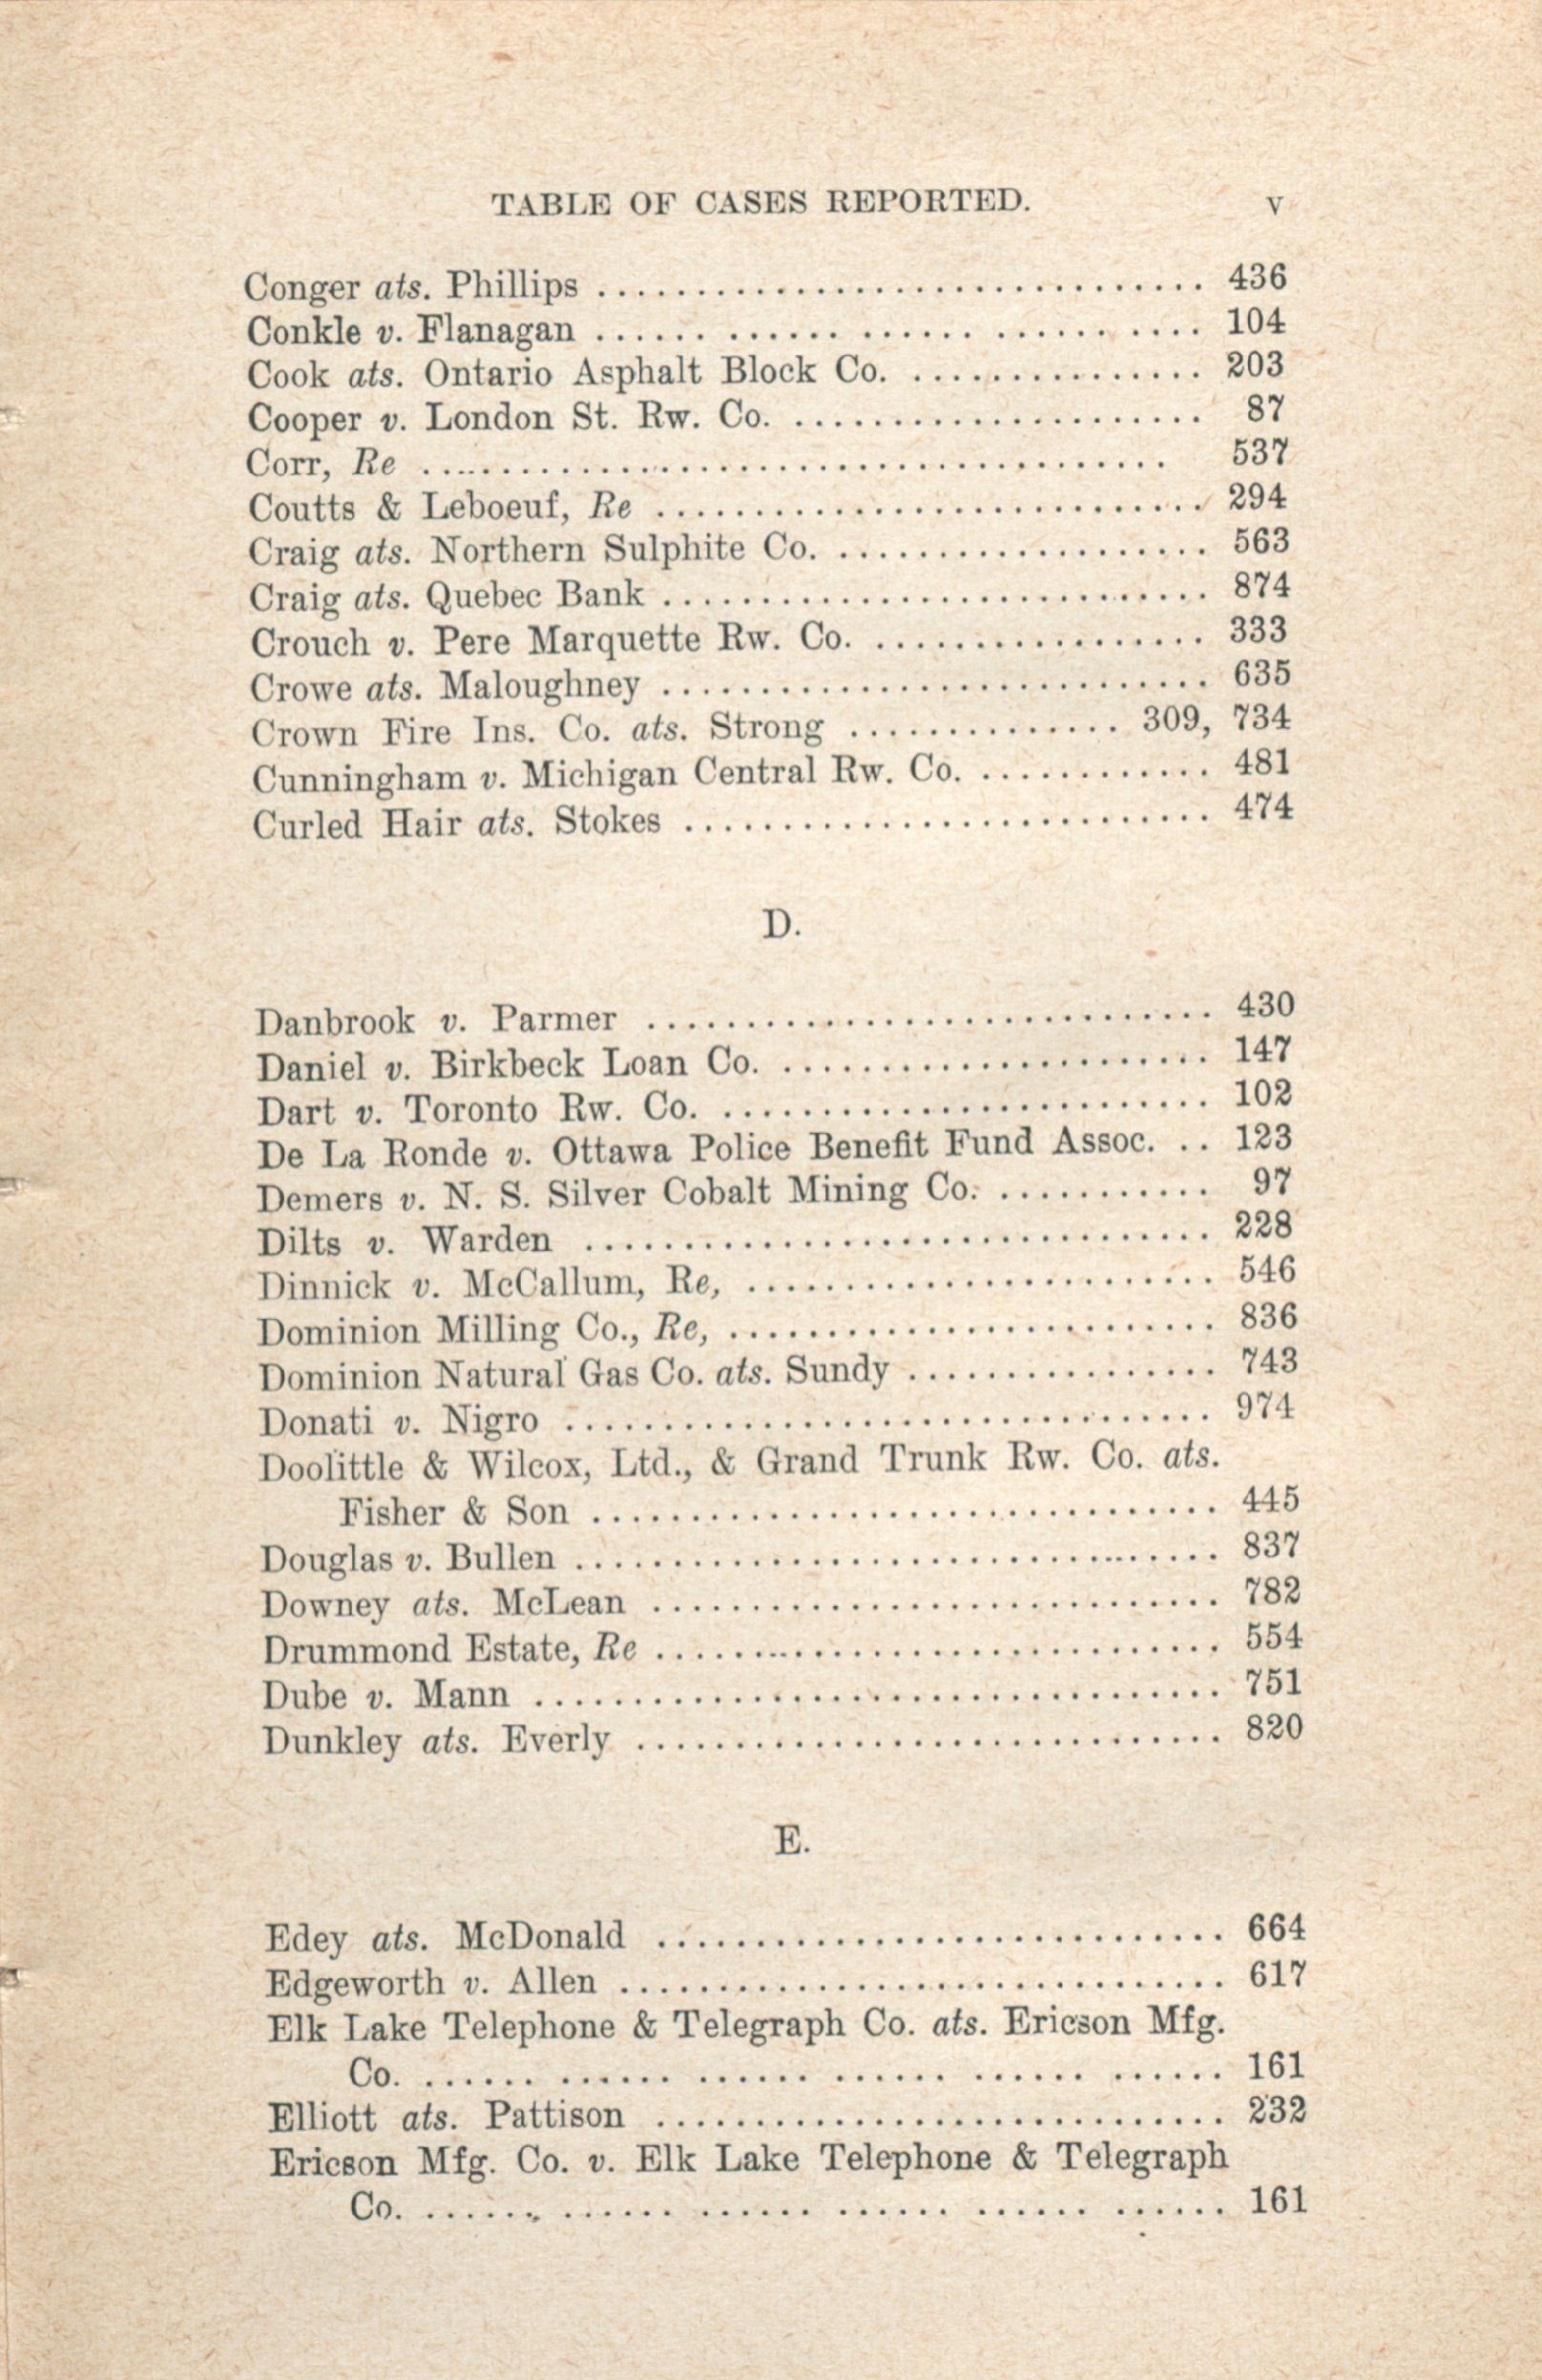 TABLE OF CASES REPORTED. v
Conger ats. Phillips .............................. 436
Conkle v. Flanagan ...... ...... ...... ...... .... 104
Cook ats. Ontario Asphalt Block Co. ............... 203
Cooper v. London St. Rw. Co. ..................... 87
Corr, Re ...................................... 537
Coutts & Leboeuf, Re ............................ 294
Craig ats. Northern Sulphite Co. ................... 563
Craig ats. Quebec Bank ............................ 874
Crouch v. Pere Marquette Rw. Co. ................. 333
Crowe ats. Maloughney ............................ 635
Crown Fire Ins. Co. ats. Strong .............. 309, 734
Cunningham v. Michigan Central Rw. Co. ............ 481
Curled Hair ats. Stokes ........................... 474
D.
Danbrook v. Parmer ............................. 430
Daniel v. Birkbeck Loan Co. ...................... 147
Dart v. Toronto Rw. Co. ......................... 102
De La Ronde v. Ottawa Police Benefit Fund Assoc. .. 123
Demers v. N. S. Silver Cobalt Mining Co. ........... 97
Dilts v. Warden ................................ 228
Dinnick v. McCallum, Re, ........................ 546
Dominion Milling Co., Re, ......................... 836
Dominion Natural Gas Co. ats. Sundy ................ 743
Donati v. Nigro ................................. 974
Doolittle & Wilcox, Ltd., & Grand Trunk Rw. Co. ats.
Fisher & Son ................................ 445
Douglas v. Bullen ................................. 837
Downey ats. McLean ............................. 782
Drummond Estate, Re ............................. 554
Dube v. Mann ................................... 751
Dunkley ats. Everly .............................. 820
E.
Edey ats. McDonald ............................. 664
Edgeworth v. Allen ............................... 617
Elk Lake Telephone & Telegraph Co. ats. Ericson Mfg.
Co. ...... ...... ...... ...... ...... ...... 161
Elliott ats. Pattison ............................. 232
Ericson Mfg. Co. v. Elk Lake Telephone & Telegraph
Co. ...... ...... ...... ...... ...... ...... 161